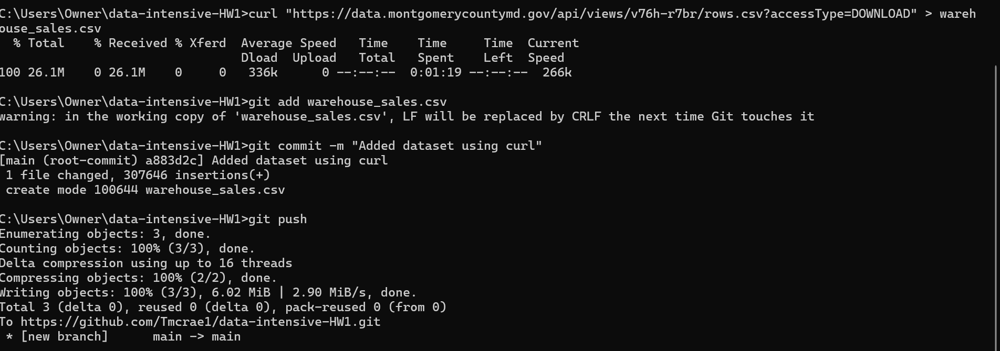 C:\Users\Owner\data-intensive-HW1>curl "https://data.montgomerycountymd.gov/api/views/v76h-r7br/rows.csv?accessType=DOWNLOAD" > wareh
ouse_sales.csv
  % Total    % Received % Xferd  Average Speed   Time    Time     Time  Current
                                 Dload  Upload   Total   Spent    Left  Speed
100 26.1M    0 26.1M    0     0   336k      0 --:--:--  0:01:19 --:--:--  266k
C:\Users\Owner\data-intensive-HW1>git add warehouse_sales.csv
warning: in the working copy of 'warehouse_sales.csv', LF will be replaced by CRLF the next time Git touches it
C:\Users\Owner\data-intensive-HW1>git commit -m "Added dataset using curl"
[main (root-commit) a883d2c] Added dataset using curl
 1 file changed, 307646 insertions(+)
 create mode 100644 warehouse_sales.csv
C:\Users\Owner\data-intensive-HW1>git push
Enumerating objects: 3, done.
Counting objects: 100% (3/3), done.
Delta compression using up to 16 threads
Compressing objects: 100% (2/2), done.
Writing objects: 100% (3/3), 6.02 MiB | 2.90 MiB/s, done.
Total 3 (delta 0), reused 0 (delta 0), pack-reused 0 (from 0)
To https://github.com/Tmcrae1/data-intensive-HW1.git
 * [new branch]      main -> main